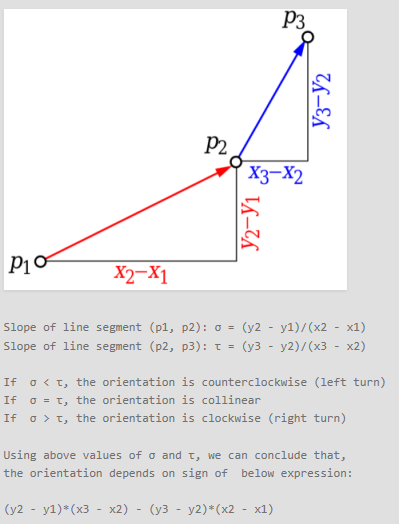 p3
y3−y2
p2
x3−x2
y2−y1
p1
x2−x1
Slope of line segment (p1, p2): σ = (y2 - y1)/(x2 - x1)
Slope of line segment (p2, p3): τ = (y3 - y2)/(x3 - x2)
If  σ < τ, the orientation is counterclockwise (left turn)
If  σ = τ, the orientation is collinear
If  σ > τ, the orientation is clockwise (right turn)
Using above values of σ and τ, we can conclude that,
the orientation depends on sign of  below expression:
(y2 - y1)*(x3 - x2) - (y3 - y2)*(x2 - x1)